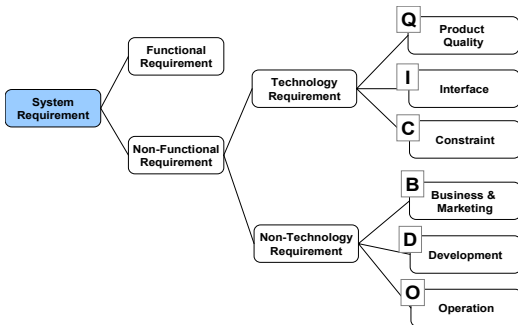 Q
Product
Quality
Functional
Requirement
Technology
Requirement
I
Interface
System
Requirement
C
Constraint
Non-Functional
Requirement
B
Business &
Marketing
Non-Technology
Requirement
D
Development
O
Operation